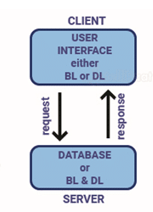 CLIENT
USER
INTERFACE
either
BL or DL
request
response
DATABASE
or
BL & DL
SERVER